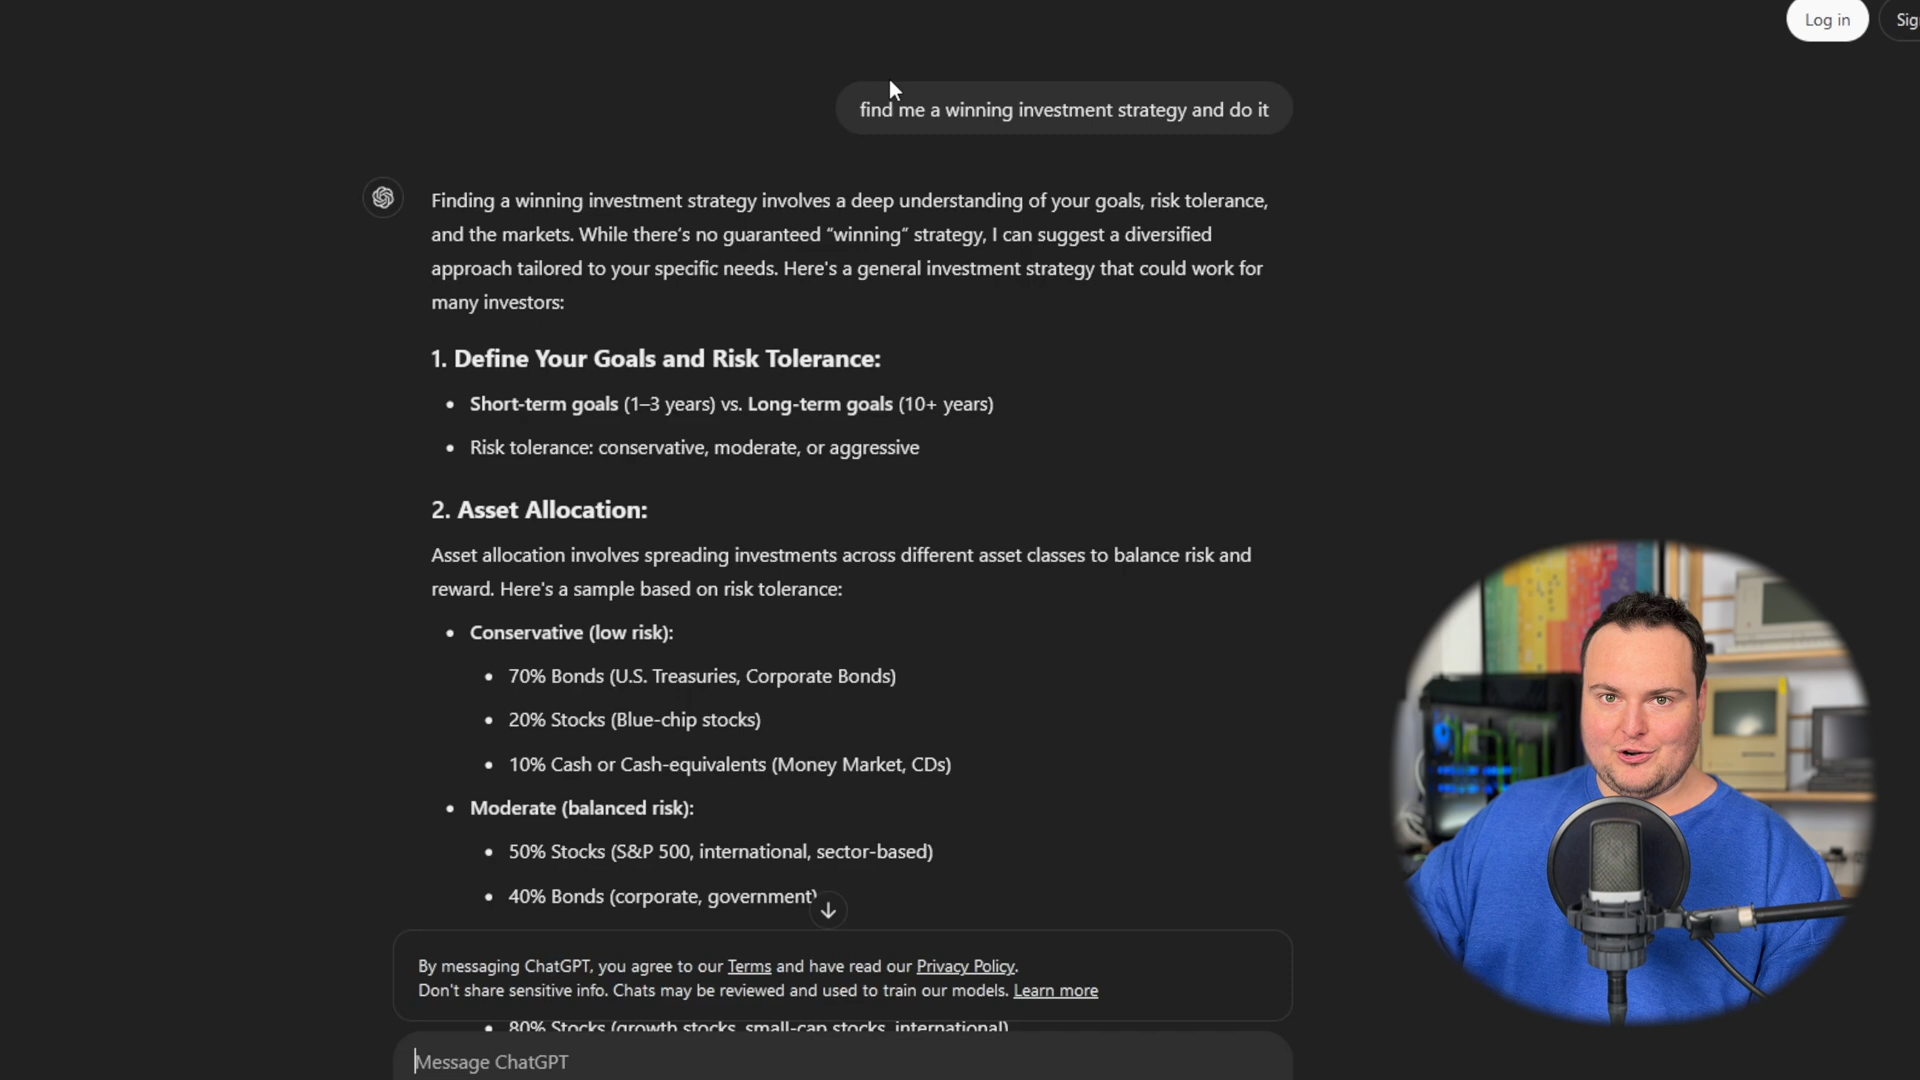 Log in
find me a winning investment strategy and do it
Finding a winning investment strategy involves a deep understanding of your goals, risk tolerance,
and the markets. While there's no guaranteed “winning” strategy, I can suggest a diversified
approach tailored to your specific needs. Here's a general investment strategy that could work for
many investors:
1. Define Your Goals and Risk Tolerance:
• Short-term goals (1–3 years) vs. Long-term goals (10+ years)
• Risk tolerance: conservative, moderate, or aggressive
2. Asset Allocation:
Asset allocation involves spreading investments across different asset classes to balance risk and
reward. Here's a sample based on risk tolerance:
• Conservative (low risk):
• 70% Bonds (U.S. Treasuries, Corporate Bonds)
• 20% Stocks (Blue-chip stocks)
• 10% Cash or Cash-equivalents (Money Market, CDs)
• Moderate (balanced risk):
• 50% Stocks (S&P 500, international, sector-based)
• 40% Bonds (corporate, government)
By messaging ChatGPT, you agree to our Terms and have read our Privacy Policy.
Don't share sensitive info. Chats may be reviewed and used to train our models. Learn more
• 80% Stocks (growth stocks, small-cap stocks, international)
Message ChatGPT